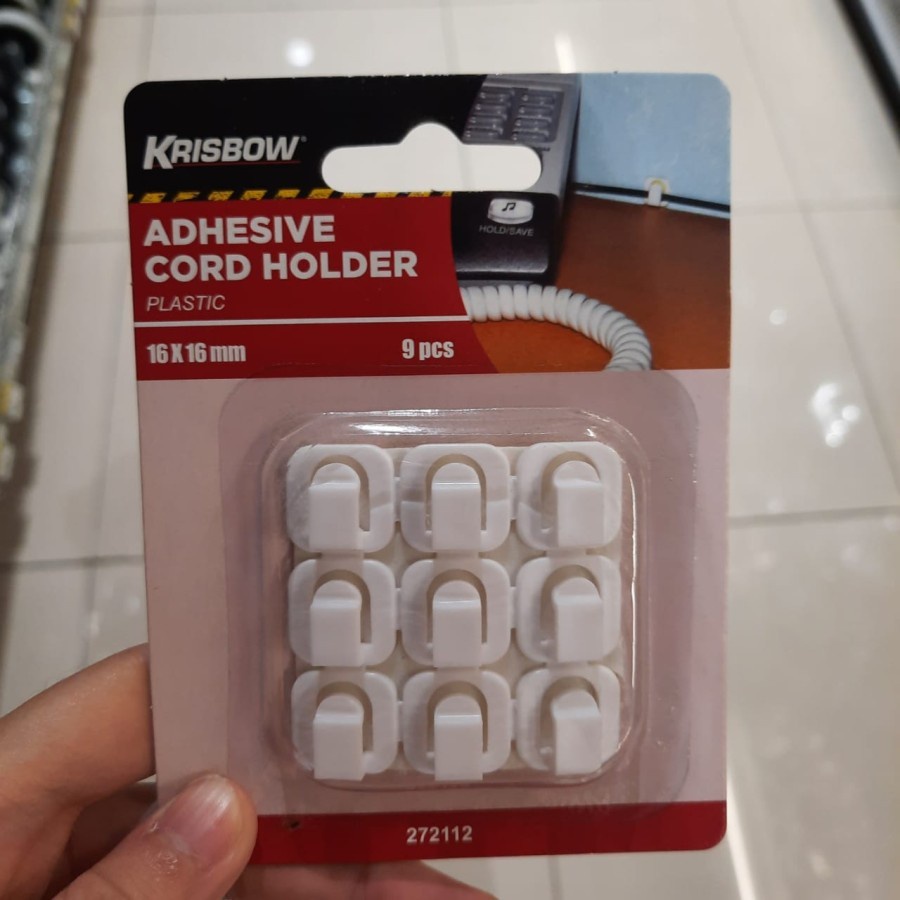 KRISBOW
ADHESIVE
CORD HOLDER
PLASTIC
16 X 16 mm
9 pcs
HOLD/SAVE
272112